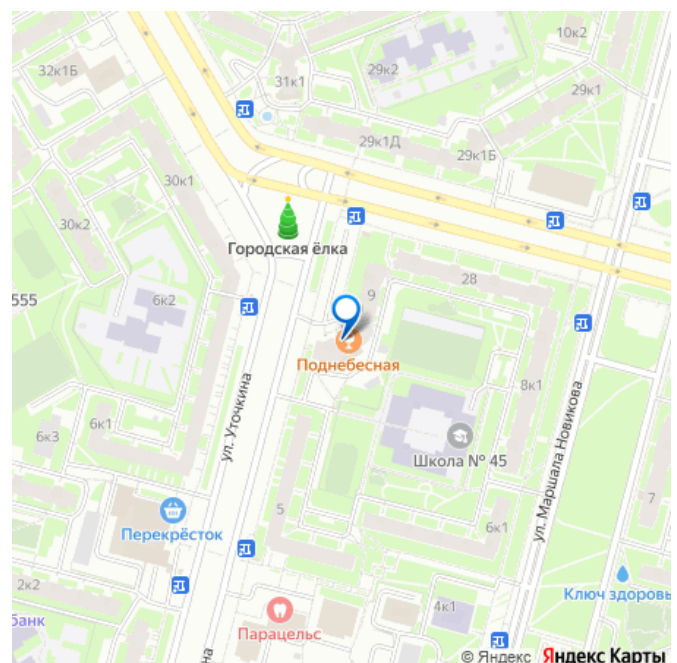 10к2
32к1Б
29к2
31к1
29к1
29к1Д
29к1Б
30к1
30к2
Городская ёлка
28
9
555
6к2
Поднебесная
8к1
ул. Уточкина
ул. Маршала Новикова
6к1
6к3
Школа № 45
7
Перекрёсток
5
6к1
2к2
Ключ здоровь
банк
4к1
Парацельс
на
© Яндекс Яндекс Карты